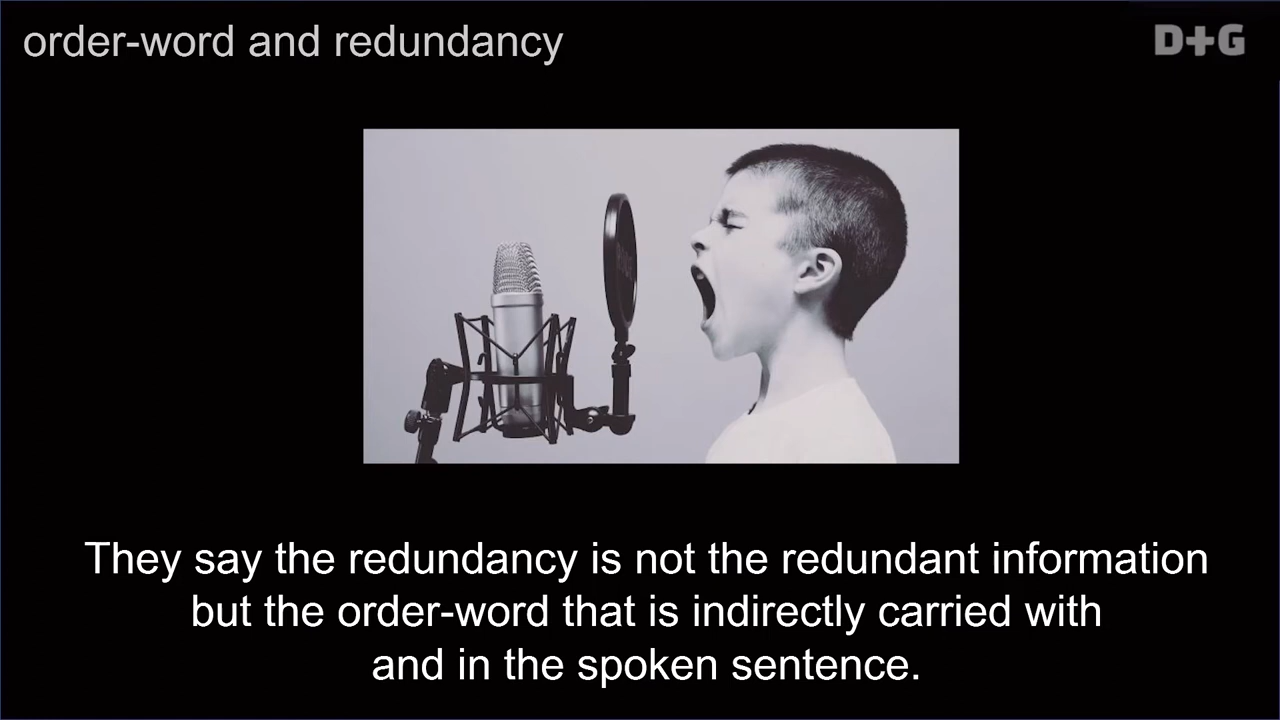 order-word and redundancy
D+G
They say the redundancy is not the redundant information
but the order-word that is indirectly carried with
and in the spoken sentence.